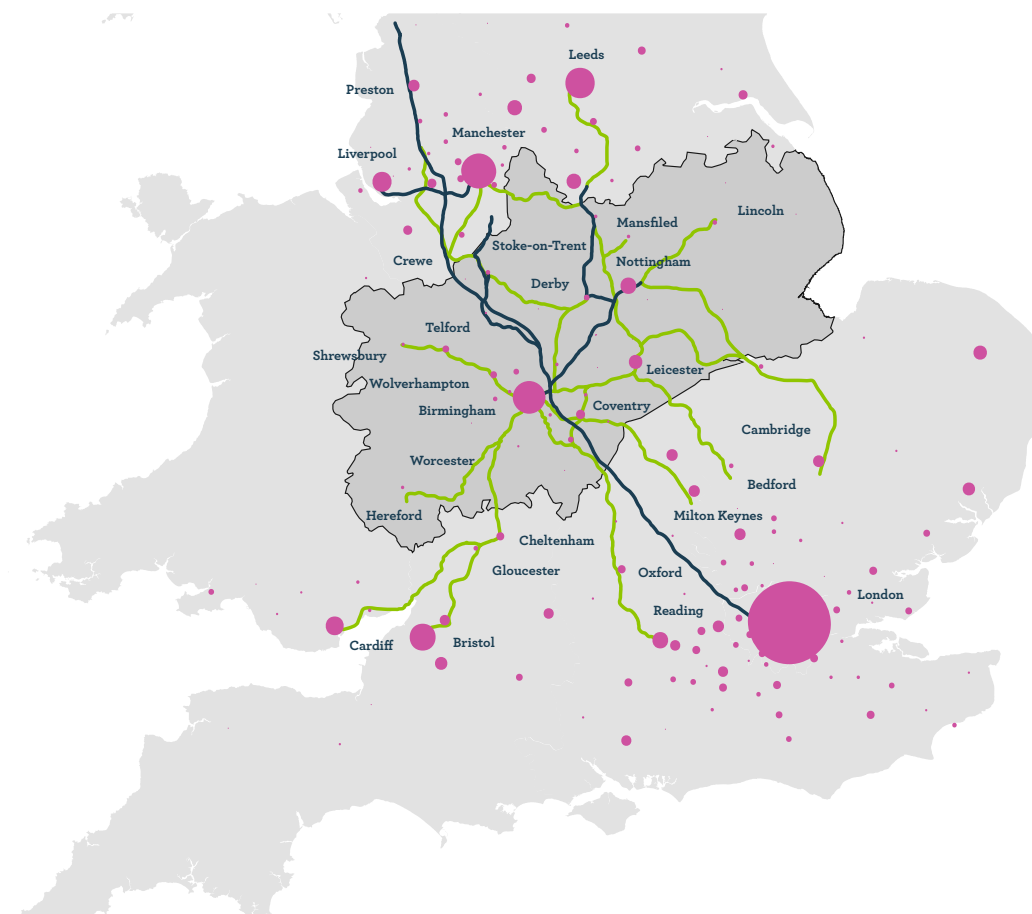 Leeds
Preston
Manchester
Liverpool
Lincoln
Mansfiled
Stoke-on-Trent
Crewe
Nottingham
Derby
Telford
Shrewsbury
Leicester
Wolverhampton
Birmingham
Coventry
Cambridge
Worcester
Bedford
Hereford
Milton Keynes
Cheltenham
Gloucester
Oxford
London
Reading
Cardiff
Bristol